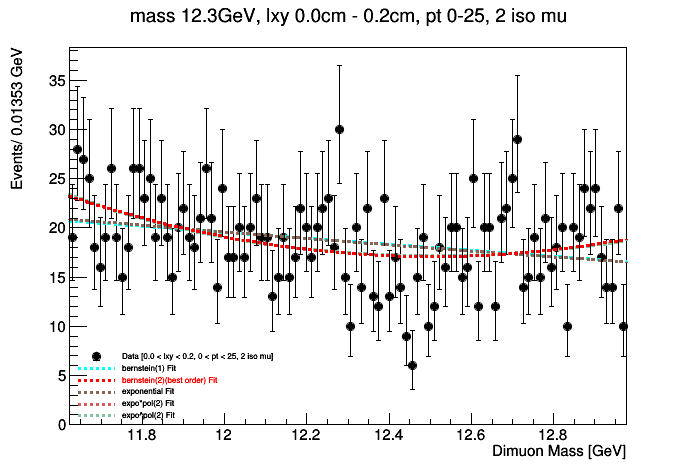 mass 12.3GeV, lxy 0.0cm - 0.2cm, pt 0-25, 2 iso mu
Events/ 0.01353 GeV
35
30
25
20
15
10
5
0
Data [0.0 < lxy < 0.2, 0 < pt < 25, 2 iso mu]
bernstein(1) Fit
bernstein(2)(best order) Fit
exponential Fit
expo*pol(2) Fit
expo*pol(2) Fit
11.8 12 12.2 12.4 12.6 12.8
Dimuon Mass [GeV]